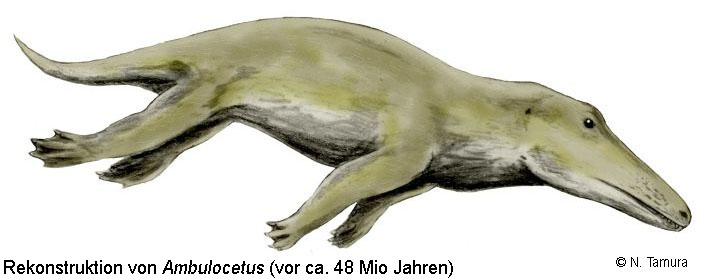 © N. Tamura
Rekonstruktion von Ambulocetus (vor ca. 48 Mio Jahren)